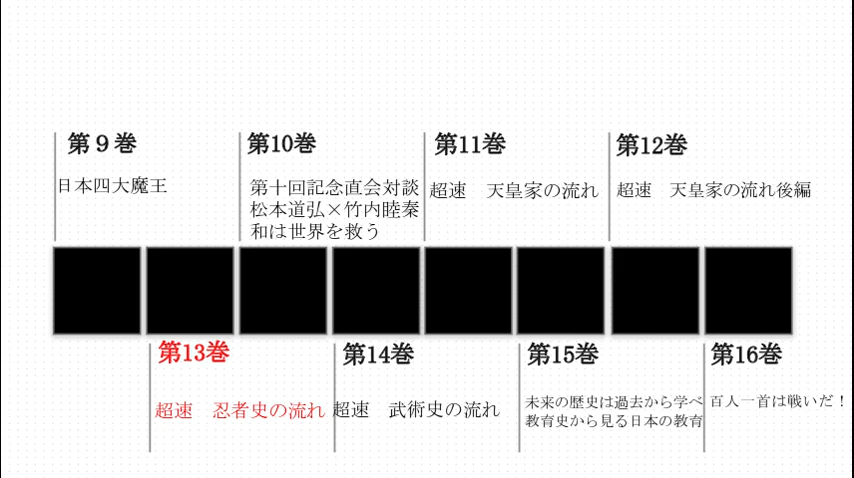 第９巻
日本四大魔王
第10巻
第十回記念直会対談
松本道弘×竹内睦泰
和は世界を救う
第11巻
超速　天皇家の流れ
第12巻
超速　天皇家の流れ後編
第13巻
超速　忍者史の流れ
第14巻
超速　武術史の流れ
第15巻
未来の歴史は過去から学べ
教育史から見る日本の教育
第16巻
百人一首は戦いだ！